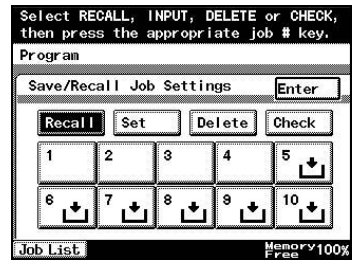 Select RECALL, INPUT, DELETE or CHECK,
then press the appropriate job # key.
Program
Save/Recall Job Settings
Enter
Recall Set Delete Check
1 2 3 4 5
6 7 8 9 10
Job List Memory Free 100%